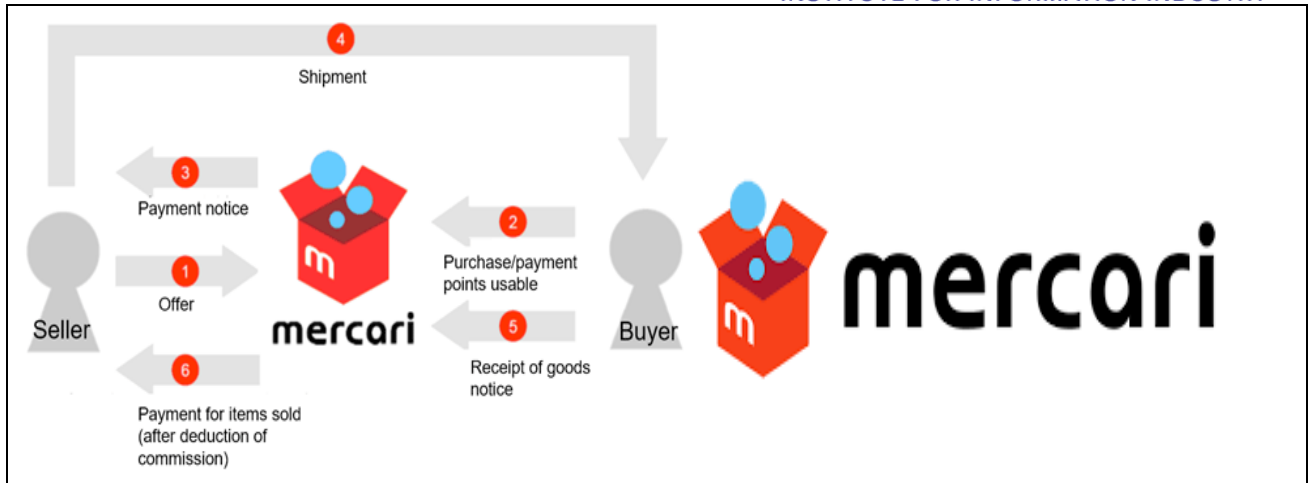 4
Shipment
3
Payment notice
1
Offer
Seller
6
Payment for items sold
(after deduction of
commission)
m
mercari
2
Purchase/payment
points usable
5
Receipt of goods
notice
Buyer
m
mercari